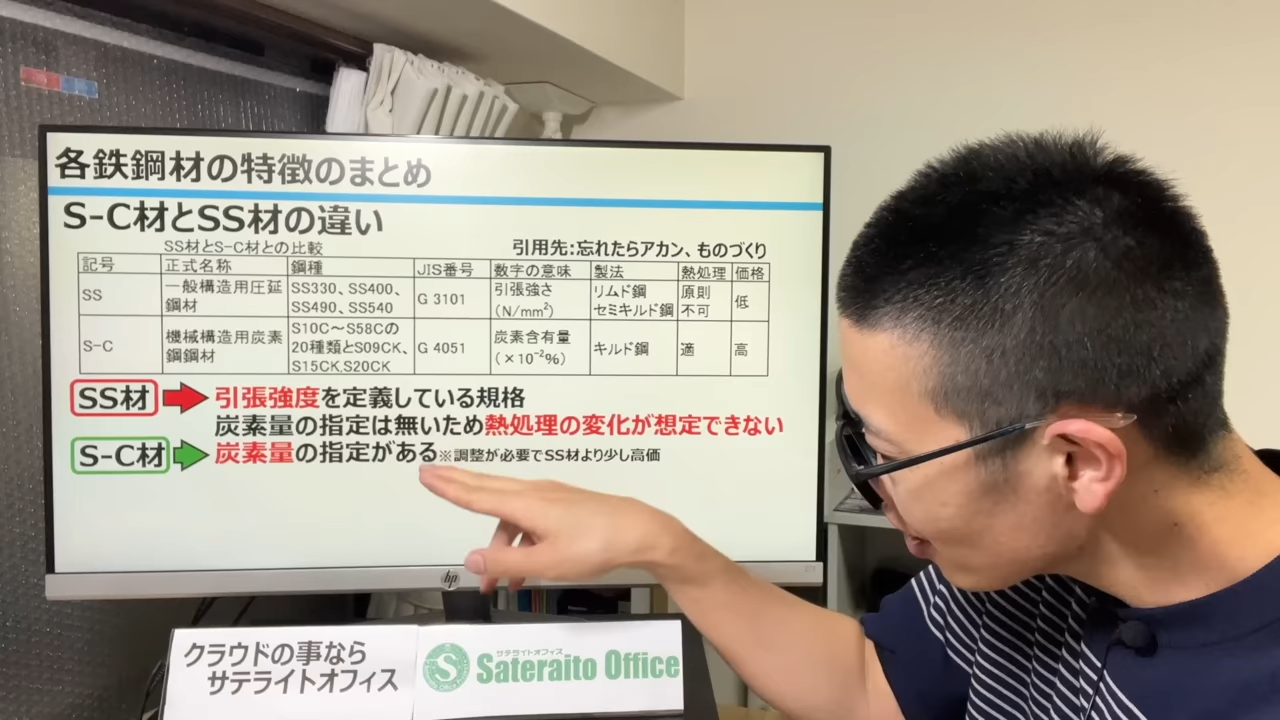 各鉄鋼材の特徴のまとめ
S-C材とSS材の違い
SS材とS-C材との比較
引用先:忘れたらアカン、ものづくり
記号 正式名称 鋼種 JIS番号 数字の意味 製法 熱処理 価格
SS 一般構造用圧延鋼材 SS330、SS400、SS490、SS540 G 3101 引張強さ(N/mm²) リムド鋼 セミキルド鋼 原則不可 低
S-C 機械構造用炭素鋼鋼材 S10C～S58Cの20種類とS09CK、S15CK,S20CK G 4051 炭素含有量(×10⁻²%) キルド鋼 適 高
SS材 引張強度を定義している規格
炭素量の指定は無いため熱処理の変化が想定できない
S-C材 炭素量の指定がある※調整が必要でSS材より少し高価
hp
クラウドの事なら
サテライトオフィス
サテライトオフィス
S Sateraito Office